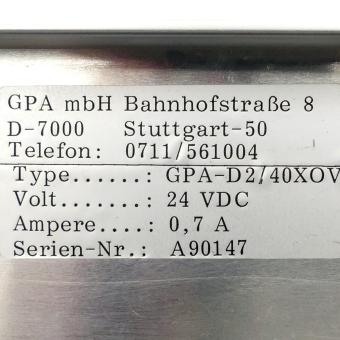 GPA mbH Bahnhofstraße 8
D-7000 Stuttgart-50
Telefon: 0711/561004
Type......: GPA-D2/40XOV
Volt......: 24 VDC
Ampere....: 0,7 A
Serien-Nr.: A90147